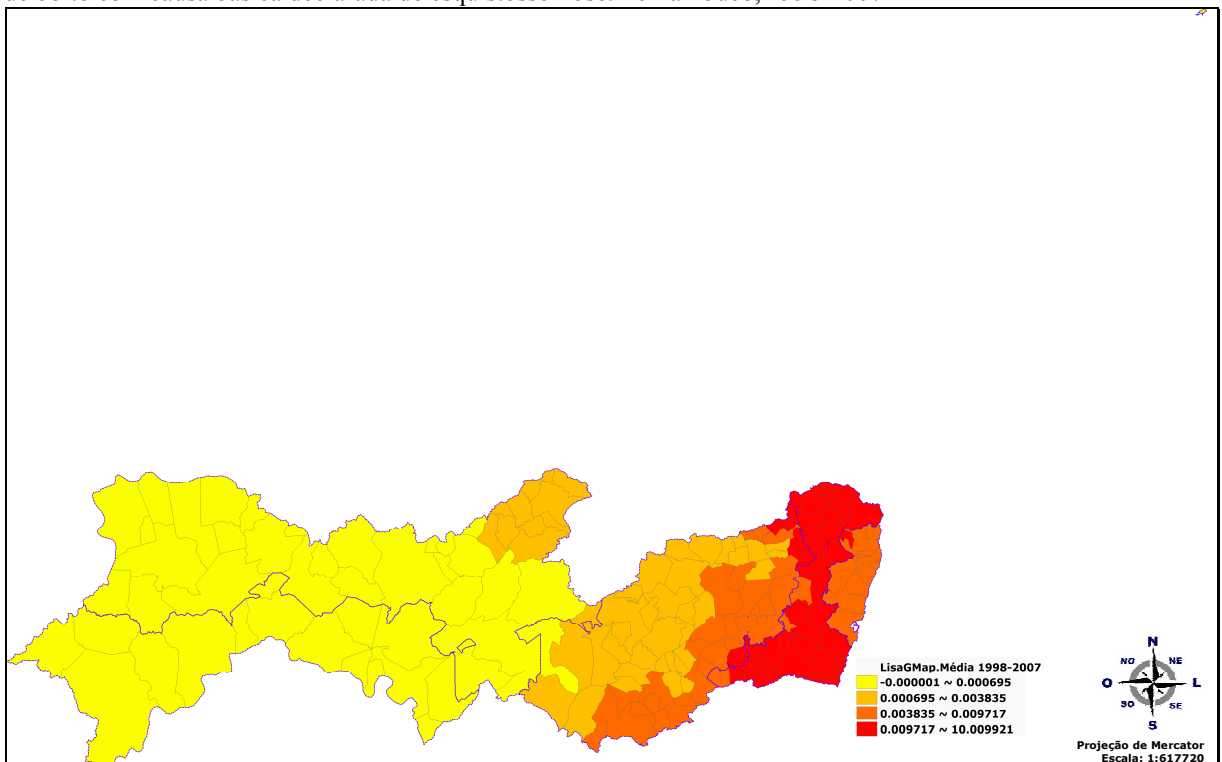 LisaGMap.Média 1998-2007
-0.000001 ~ 0.000695
0.000695 ~ 0.003835
0.003835 ~ 0.009717
0.009717 ~ 10.009921
N
NO NE
O L
SO SE
S
Projeção de Mercator
Escala: 1:617720